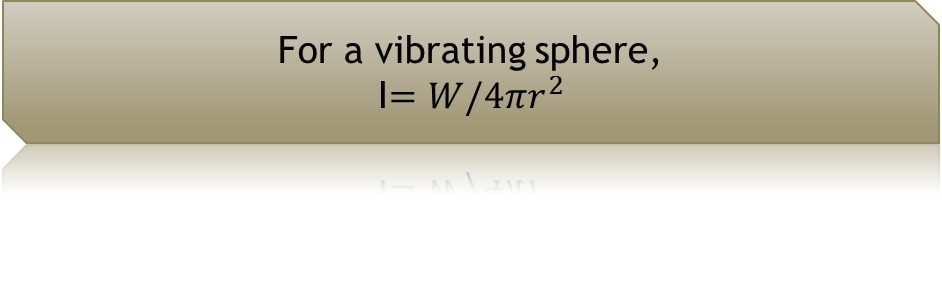 For a vibrating sphere,
I= 𝑊/4𝜋𝑟²